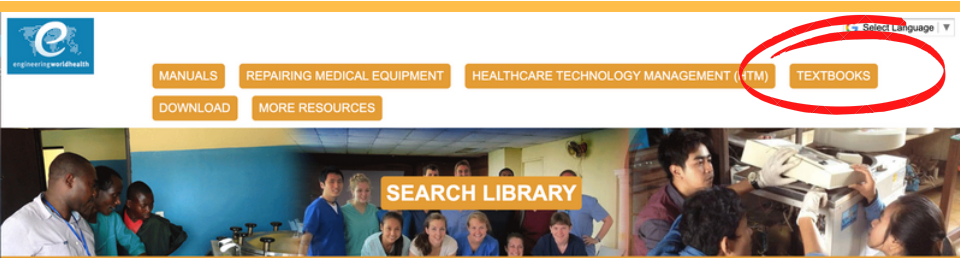 Select Language
engineeringworldhealth
MANUALS
REPAIRING MEDICAL EQUIPMENT
HEALTHCARE TECHNOLOGY MANAGEMENT (HTM)
TEXTBOOKS
DOWNLOAD
MORE RESOURCES
SEARCH LIBRARY